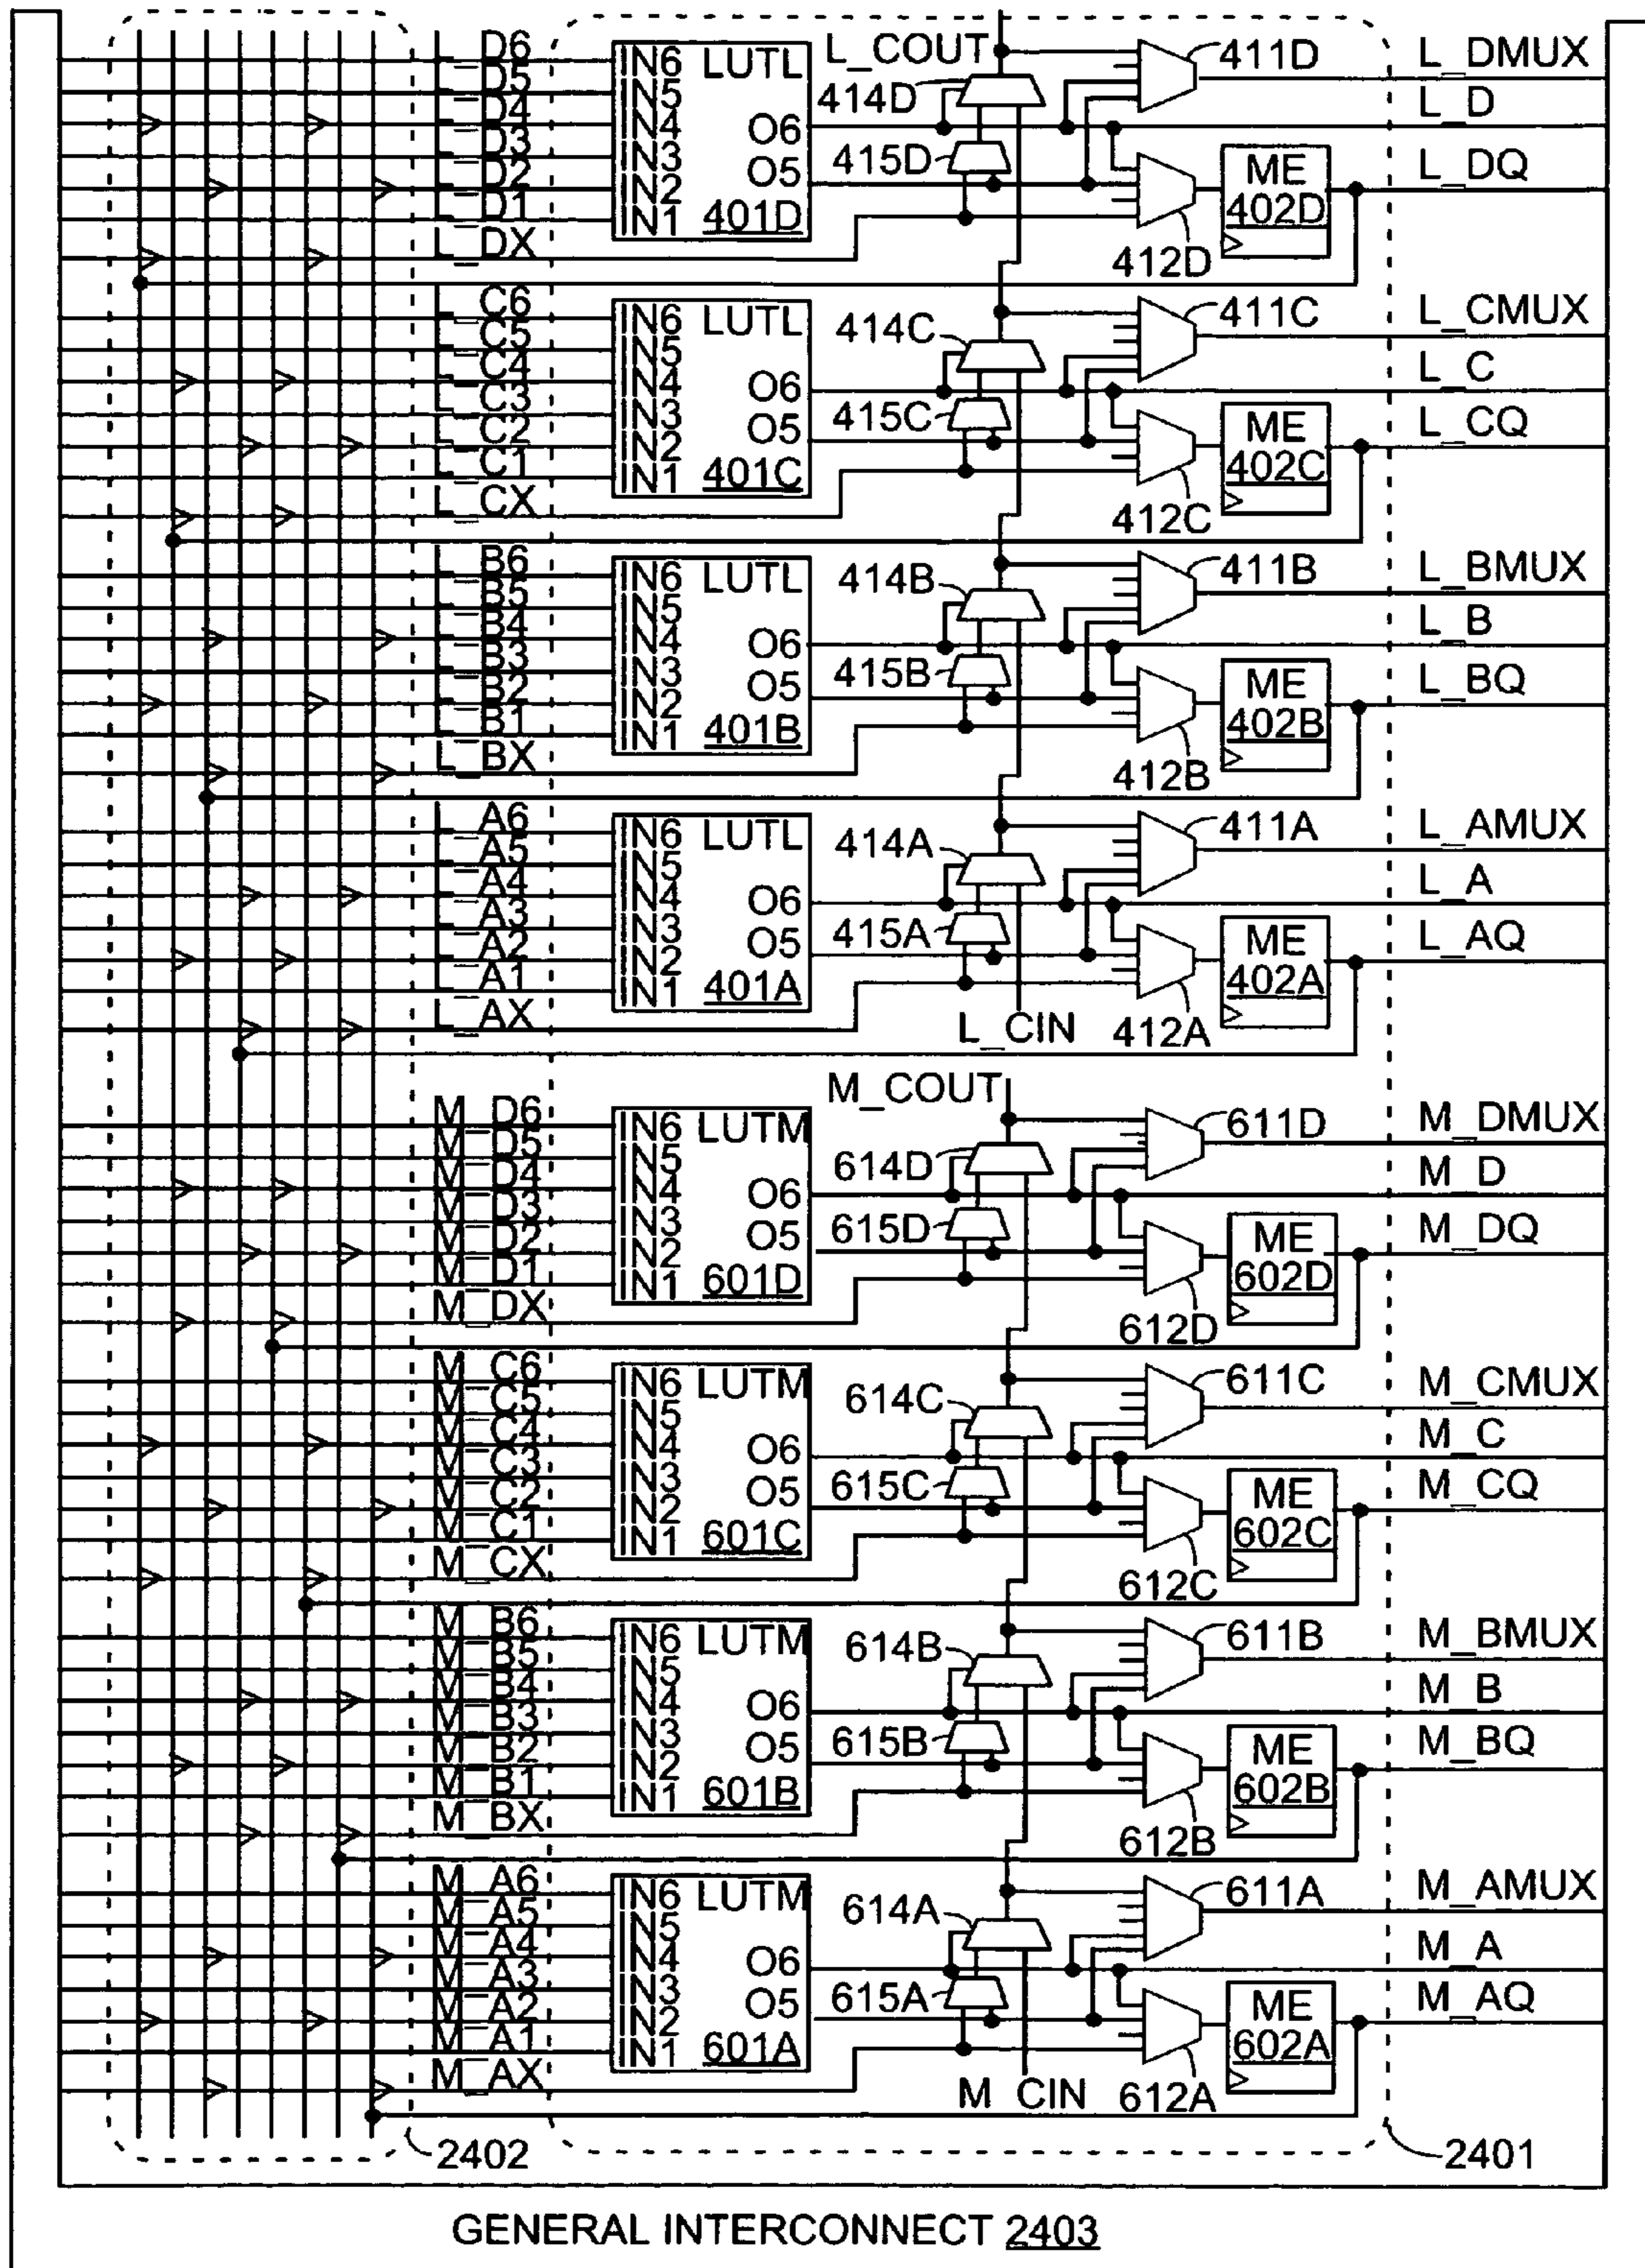 L_D6 IN6 LUTL L_COUT 411D L_DMUX
L_D5 IN5 414D
L_D4 IN4 O6 L_D
L_D3 IN3 415D
L_D2 IN2 O5 ME L_DQ
L_D1 IN1 401D 402D
L_DX 412D
L_C6 IN6 LUTL 414C 411C L_CMUX
L_C5 IN5
L_C4 IN4 O6 L_C
L_C3 IN3 415C
L_C2 IN2 O5 ME L_CQ
L_C1 IN1 401C 402C
L_CX 412C
L_B6 IN6 LUTL 414B 411B L_BMUX
L_B5 IN5
L_B4 IN4 O6 L_B
L_B3 IN3 415B
L_B2 IN2 O5 ME L_BQ
L_B1 IN1 401B 402B
L_BX 412B
L_A6 IN6 LUTL 414A 411A L_AMUX
L_A5 IN5
L_A4 IN4 O6 L_A
L_A3 IN3 415A
L_A2 IN2 O5 ME L_AQ
L_A1 IN1 401A 402A
L_AX L_CIN 412A
M_COUT
M_D6 IN6 LUTM 611D M_DMUX
M_D5 IN5 614D
M_D4 IN4 O6 M_D
M_D3 IN3 615D
M_D2 IN2 O5 ME M_DQ
M_D1 IN1 601D 602D
M_DX 612D
M_C6 IN6 LUTM 614C 611C M_CMUX
M_C5 IN5
M_C4 IN4 O6 M_C
M_C3 IN3 615C
M_C2 IN2 O5 ME M_CQ
M_C1 IN1 601C 602C
M_CX 612C
M_B6 IN6 LUTM 614B 611B M_BMUX
M_B5 IN5
M_B4 IN4 O6 M_B
M_B3 IN3 615B
M_B2 IN2 O5 ME M_BQ
M_B1 IN1 601B 602B
M_BX 612B
M_A6 IN6 LUTM 614A 611A M_AMUX
M_A5 IN5
M_A4 IN4 O6 M_A
M_A3 IN3 615A
M_A2 IN2 O5 ME M_AQ
M_A1 IN1 601A 602A
M_AX M_CIN 612A
2402 2401
GENERAL INTERCONNECT 2403